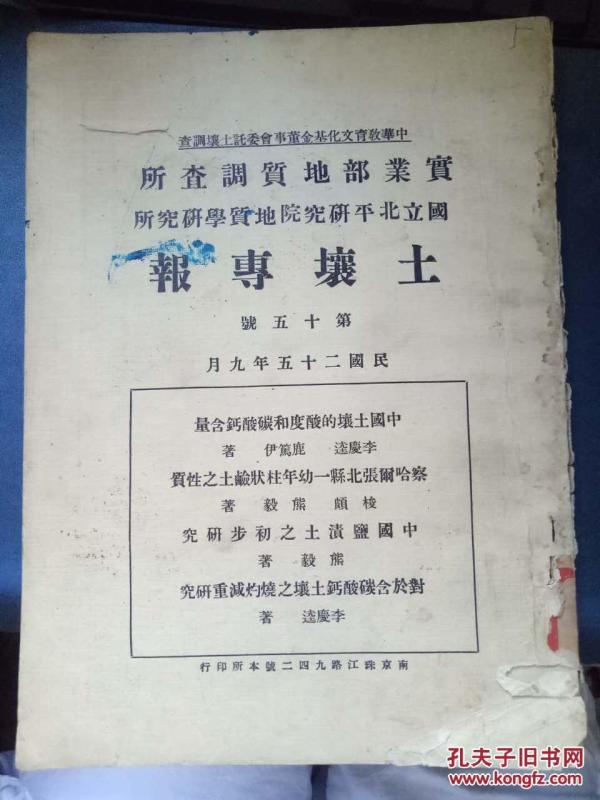 中華教育文化基金董事會委託土壤調查
實業部地質調查所
國立北平研究院地質學研究所
土壤專報
第十五號
民國二十五年九月
中國土壤的酸度和碳酸鈣含量
李慶逵 鹿篤伊 著
察哈爾張北縣一幼年柱狀鹼土之性質
梭頗 熊毅 著
中國鹽漬土之初步研究
熊毅 著
對於含碳酸鈣土壤之燒灼減重研究
李慶逵 著
南京珠江路九四二號本所印行
孔夫子旧书网
www.kongfz.com